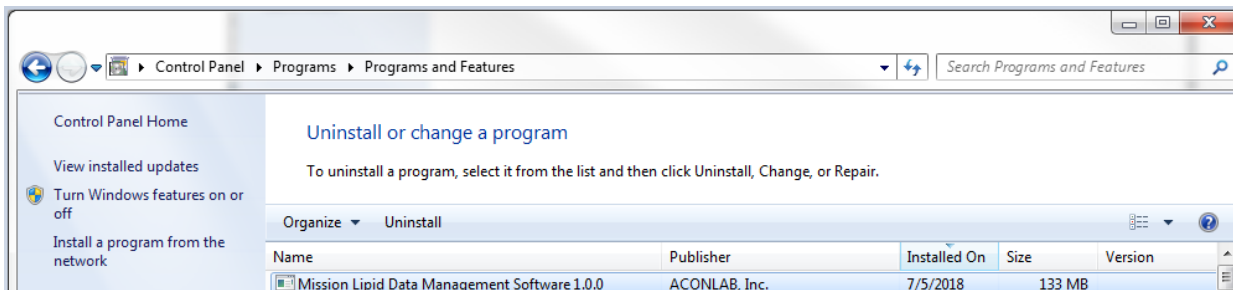 Control Panel ▸ Programs ▸ Programs and Features
Search Programs and Features
Control Panel Home
View installed updates
Turn Windows features on or
off
Install a program from the
network
Uninstall or change a program
To uninstall a program, select it from the list and then click Uninstall, Change, or Repair.
Organize Uninstall
Name Publisher Installed On Size Version
Mission Lipid Data Management Software 1.0.0 ACONLAB, Inc. 7/5/2018 133 MB